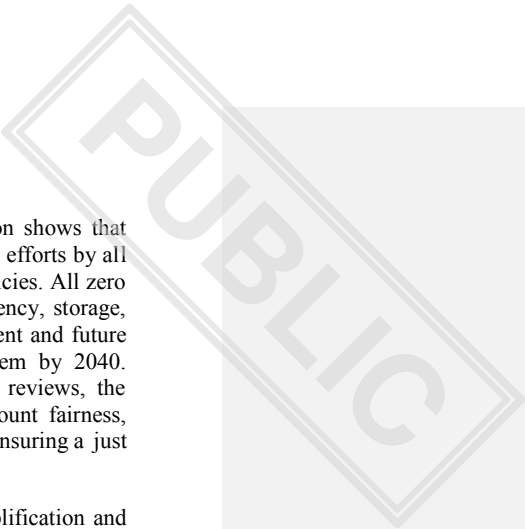 on shows that
efforts by all
cies. All zero
ency, storage,
ent and future
em by 2040.
reviews, the
ount fairness,
nsuring a just
lification and
PUBLIC